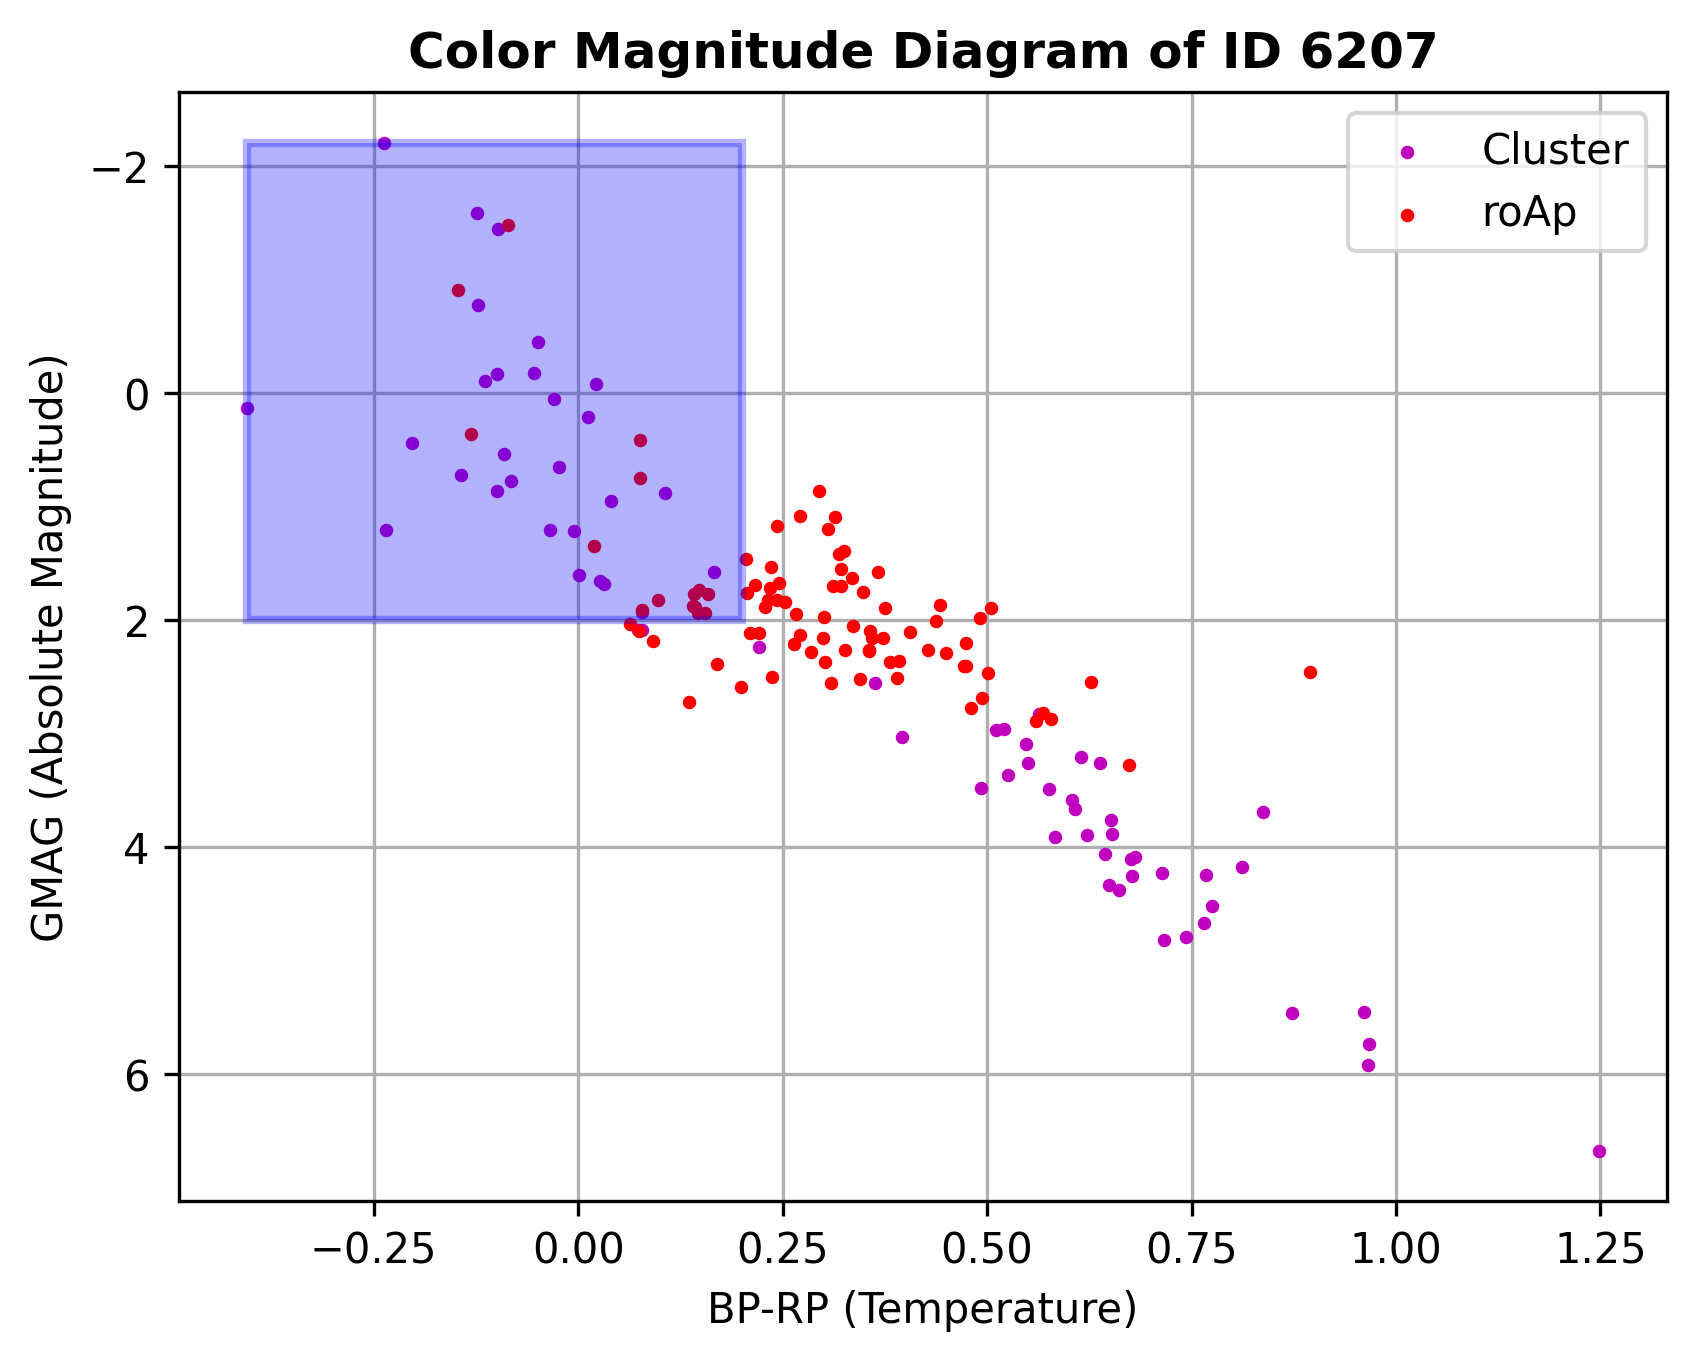 Color Magnitude Diagram of ID 6207
Cluster
roAp
GMAG (Absolute Magnitude)
−2
0
2
4
6
−0.25 0.00 0.25 0.50 0.75 1.00 1.25
BP-RP (Temperature)